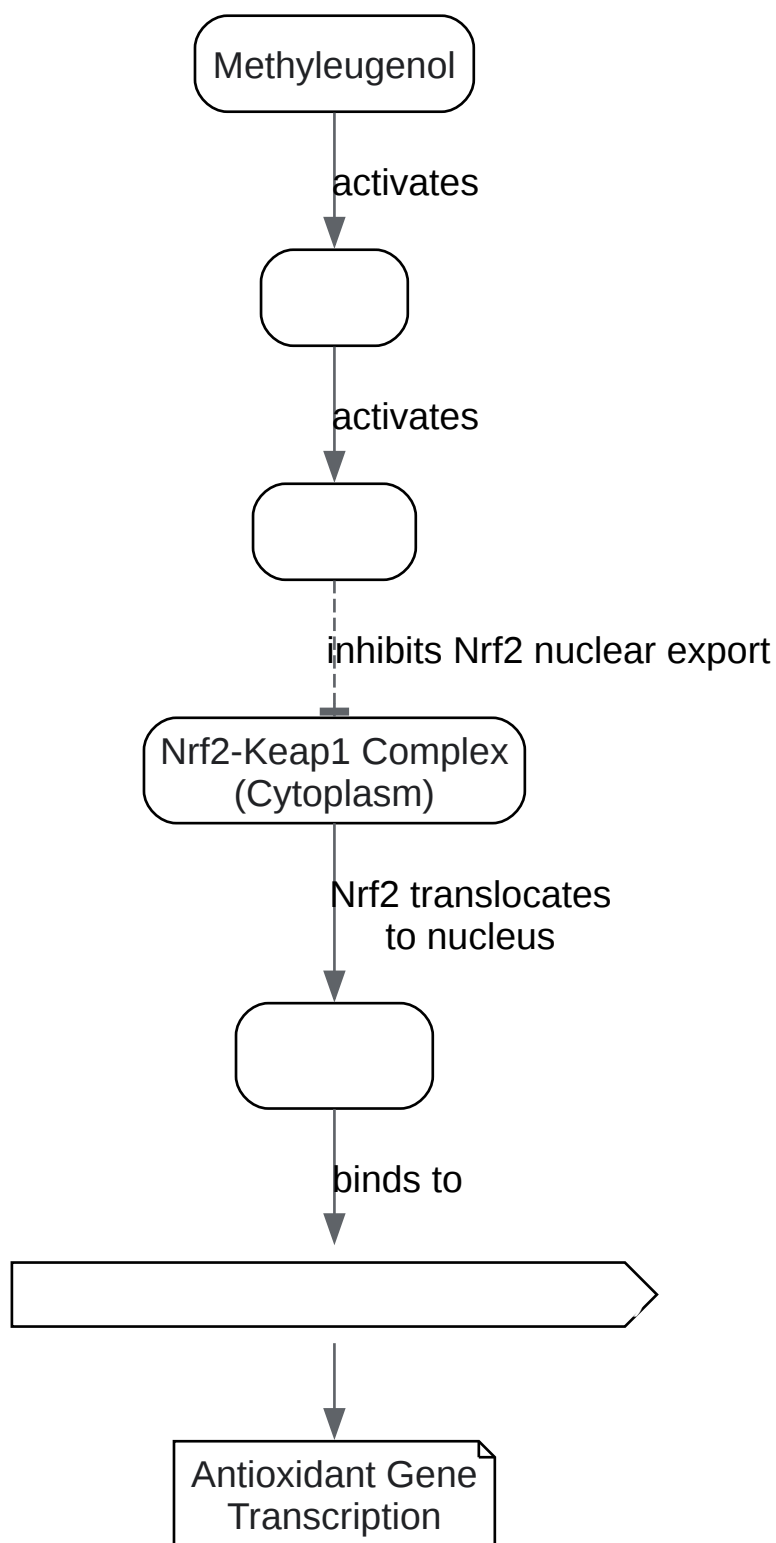 Methyleugenol
activates
activates
inhibits Nrf2 nuclear export
Nrf2-Keap1 Complex
(Cytoplasm)
Nrf2 translocates
to nucleus
binds to
Antioxidant Gene
Transcription